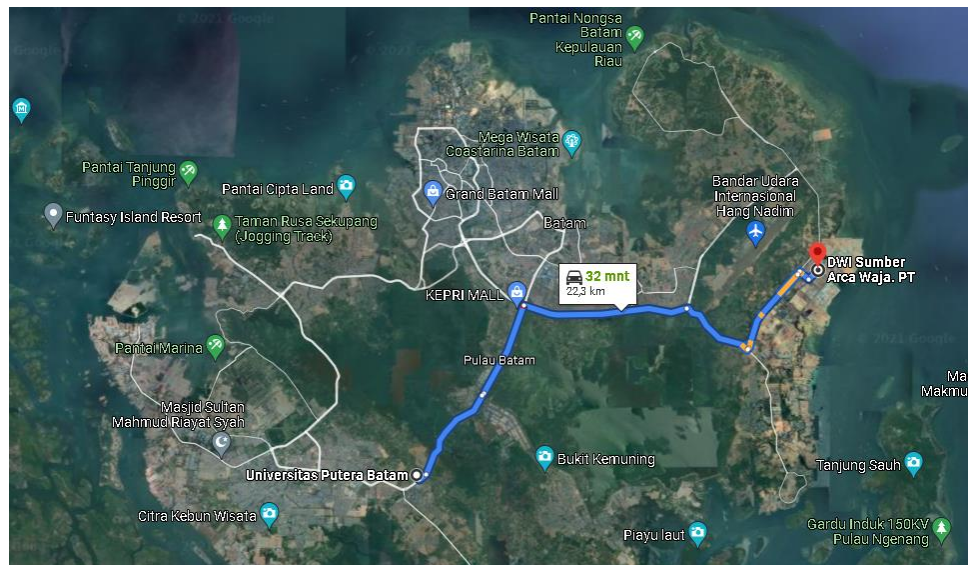 © 2021 Google
Pantai Nongsa
Batam
Kepulauan
Riau
Mega Wisata
Coastarina Batam
Pantai Tanjung
Pinggir
Pantai Cipta Land
Grand Batam Mall
Bandar Udara
Internasional
Hang Nadim
Funtasy Island Resort
Taman Rusa Sekupang
(Jogging Track)
Batam
DWI Sumber
Arca Waja. PT
32 mnt
22,3 km
KEPRI MALL
© 2021 Google
Pantai Marina
Pulau Batam
Ma
Makmu
Masjid Sultan
Mahmud Riayat Syah
Universitas Putera Batam
Bukit Kemuning
Tanjung Sauh
Citra Kebun Wisata
Piayu laut
Gardu Induk 150KV
Pulau Ngenang